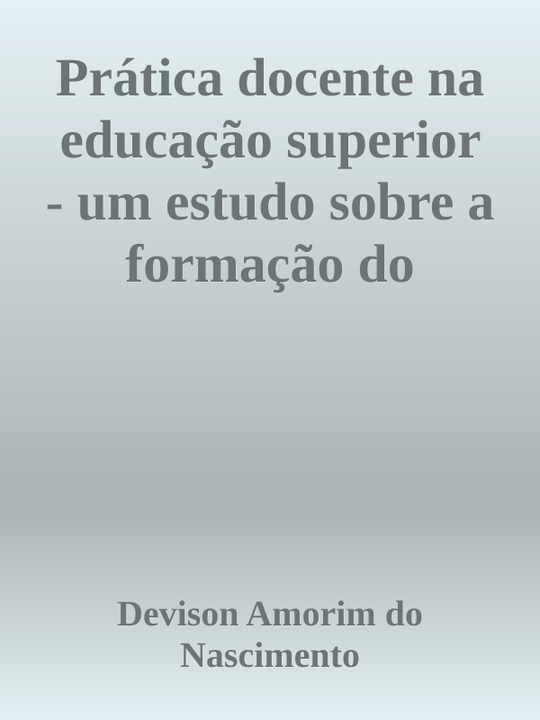 Prática docente na
educação superior
- um estudo sobre a
formação do
Devison Amorim do
Nascimento